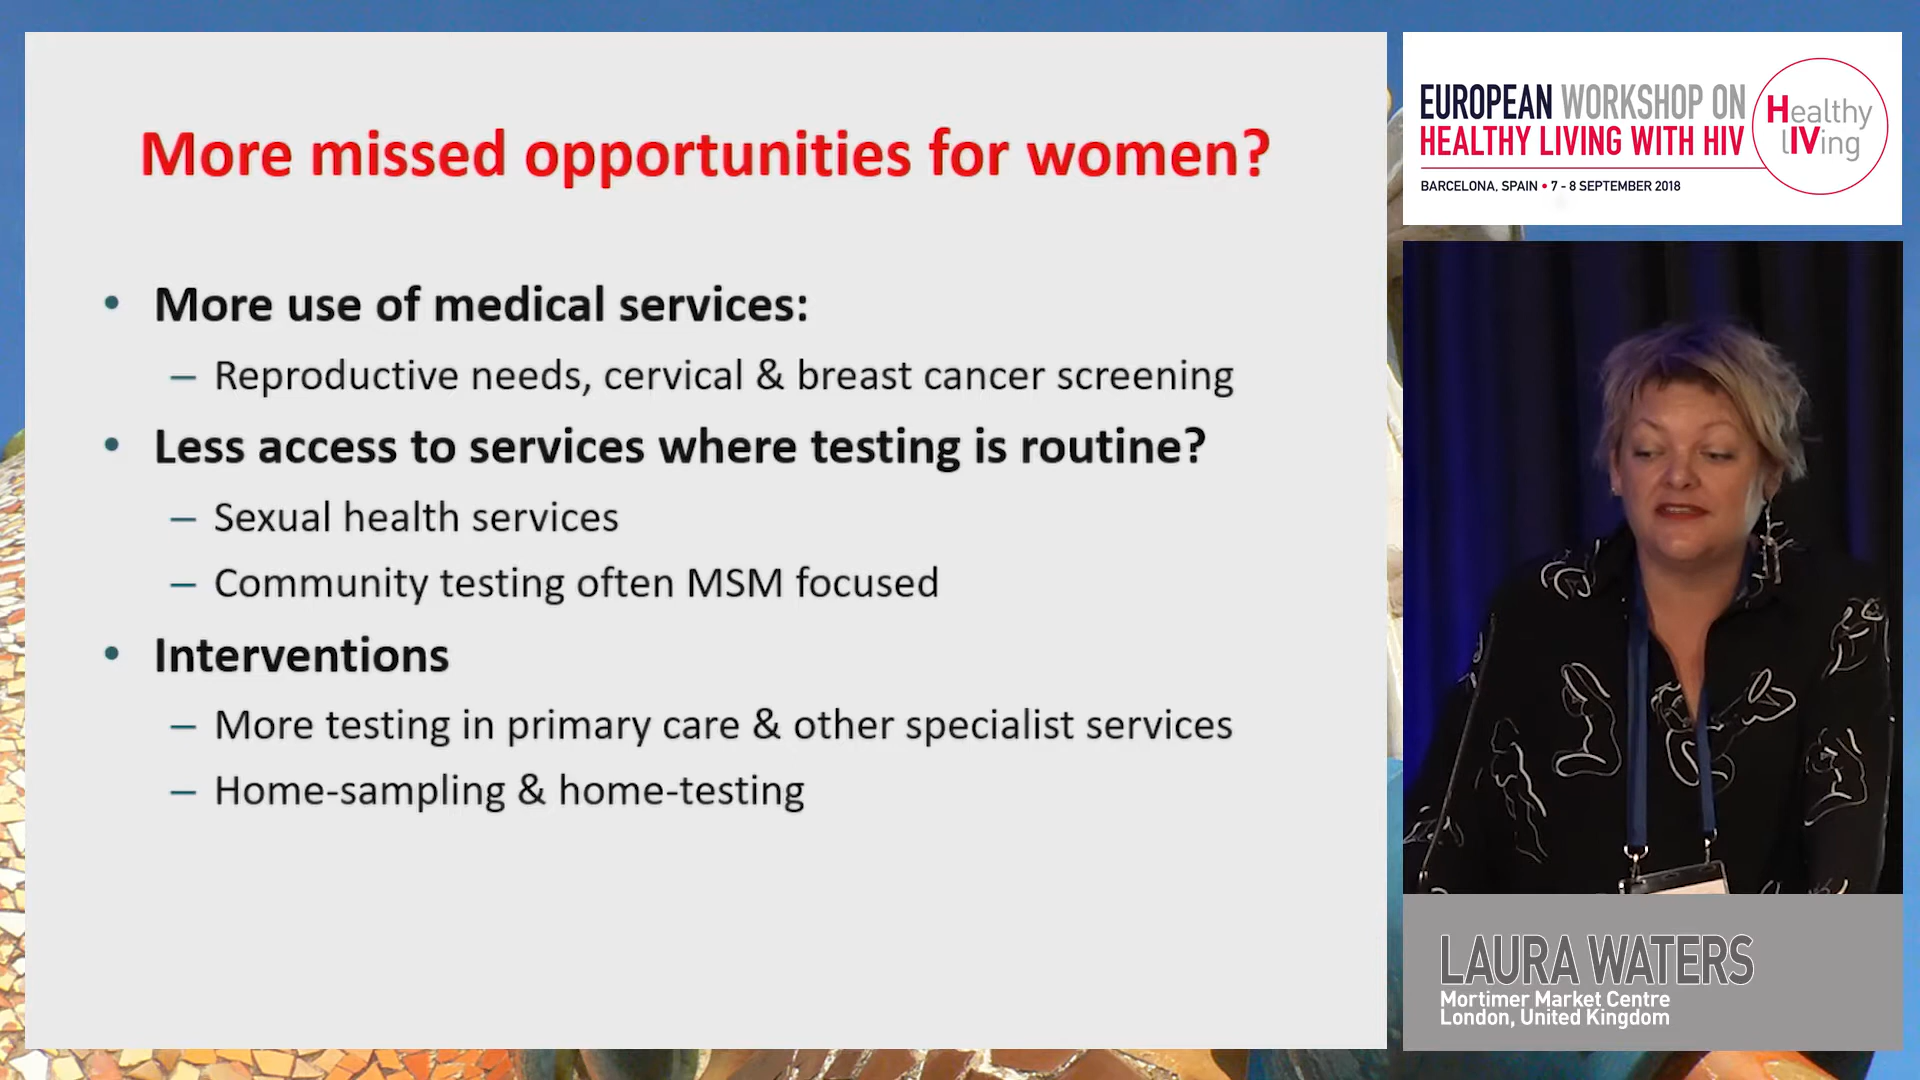 More missed opportunities for women?
• More use of medical services:
– Reproductive needs, cervical & breast cancer screening
• Less access to services where testing is routine?
– Sexual health services
– Community testing often MSM focused
• Interventions
– More testing in primary care & other specialist services
– Home-sampling & home-testing
EUROPEAN WORKSHOP ON
HEALTHY LIVING WITH HIV
BARCELONA, SPAIN • 7 - 8 SEPTEMBER 2018
Healthy
lIVing
LAURA WATERS
Mortimer Market Centre
London, United Kingdom